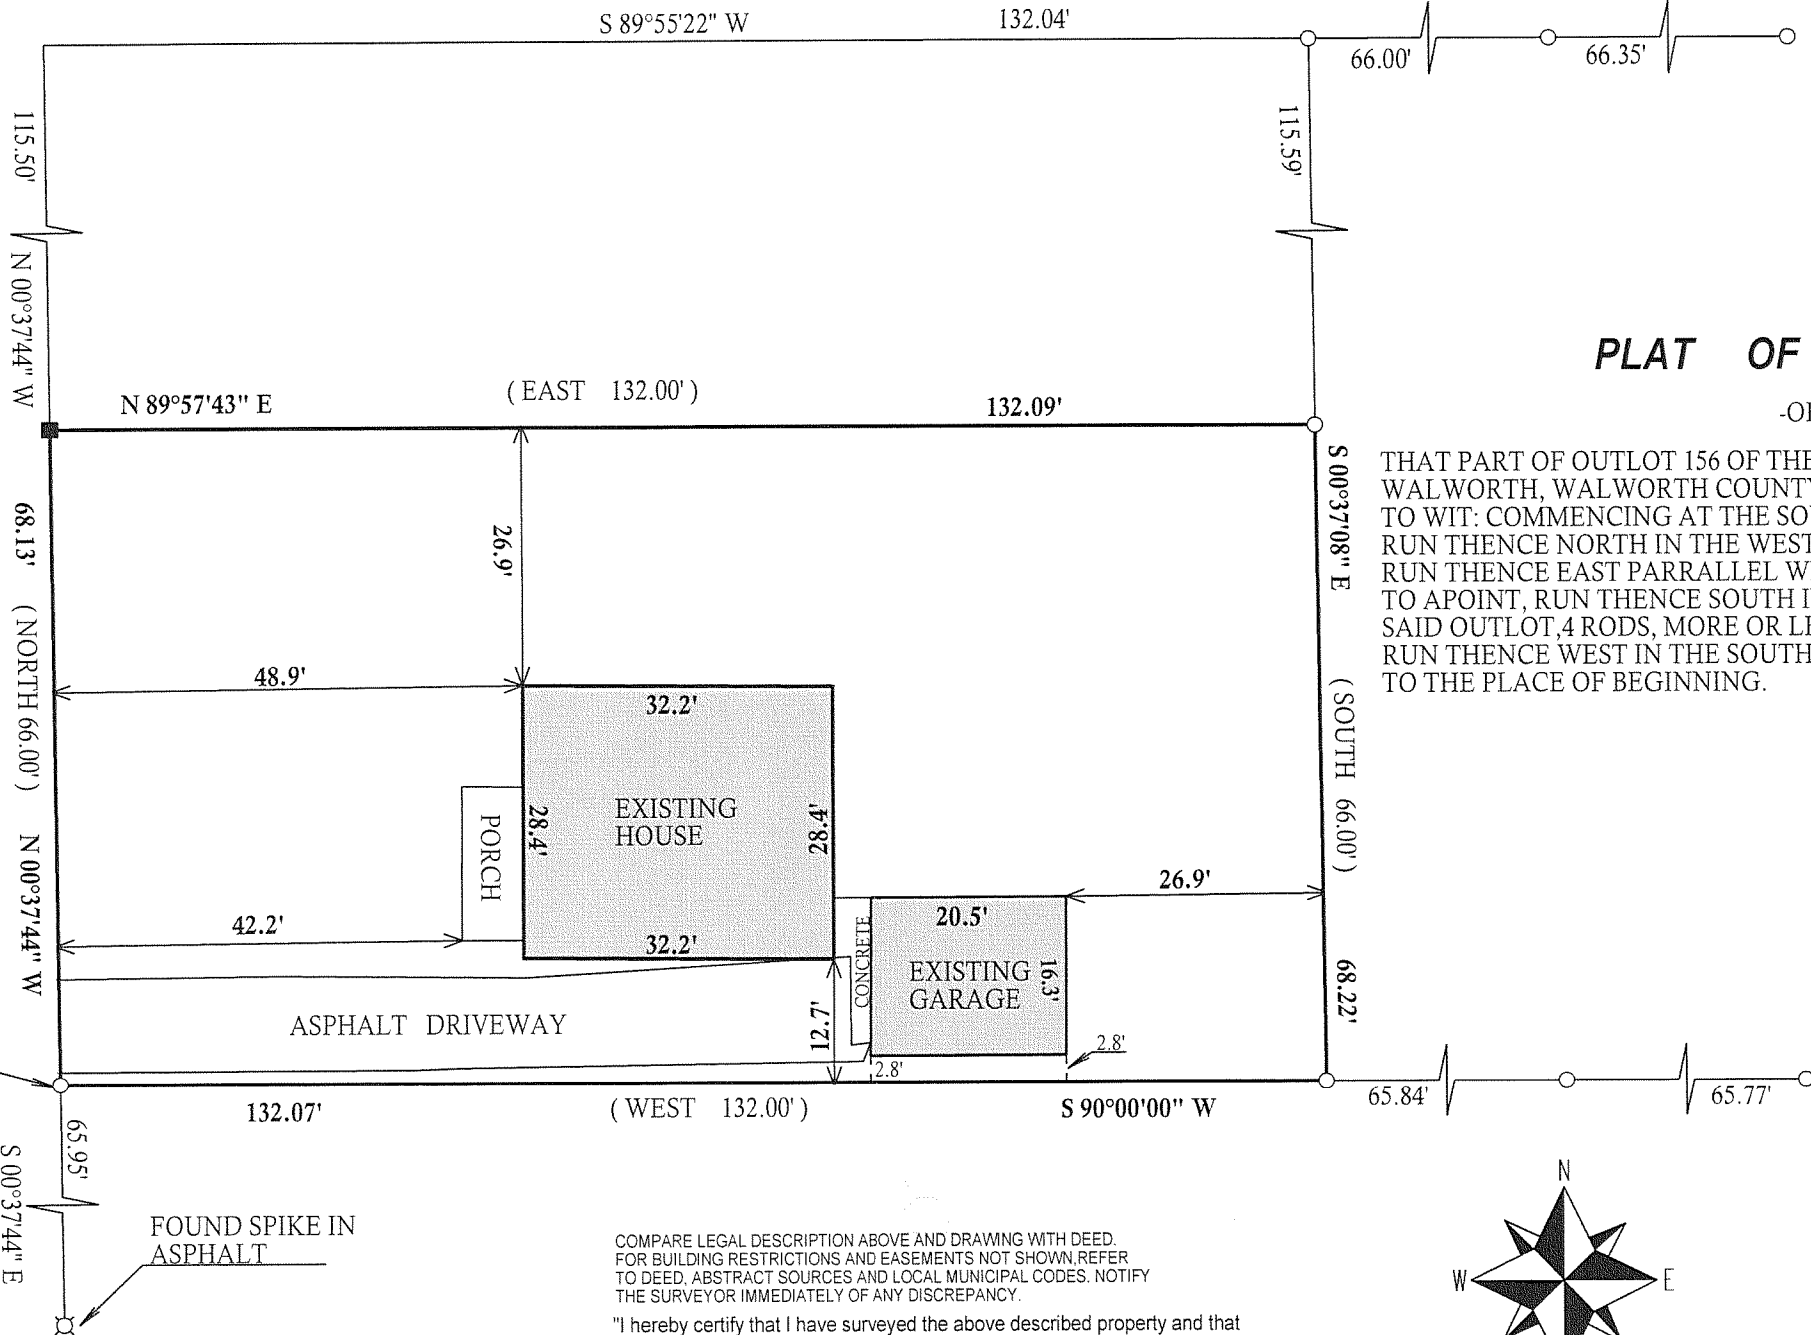 S 89°55'22" W 132.04'
66.00'
66.35'
115.50'
N 00°37'44" W
115.59'
PLAT OF
N 89°57'43" E
( EAST 132.00' )
132.09'
THAT PART OF OUTLOT 156 OF THE
WALWORTH, WALWORTH COUNTY
TO WIT: COMMENCING AT THE SO
RUN THENCE NORTH IN THE WEST
RUN THENCE EAST PARRALLEL W
TO APOINT, RUN THENCE SOUTH I
SAID OUTLOT,4 RODS, MORE OR L
RUN THENCE WEST IN THE SOUTH
TO THE PLACE OF BEGINNING.
68.13' ( NORTH 66.00' ) N 00°37'44" W
S 00°37'08" E ( SOUTH 66.00' ) 68.22'
26.9'
48.9'
32.2'
28.4'
EXISTING
HOUSE
28.4'
32.2'
PORCH
42.2'
26.9'
20.5'
EXISTING
GARAGE
16.3'
CONCRETE
ASPHALT DRIVEWAY
12.7'
2.8'
2.8'
132.07'
( WEST 132.00' )
S 90°00'00" W
65.84'
65.77'
65.95'
S 00°37'44" E
FOUND SPIKE IN
ASPHALT
COMPARE LEGAL DESCRIPTION ABOVE AND DRAWING WITH DEED.
FOR BUILDING RESTRICTIONS AND EASEMENTS NOT SHOWN,REFER
TO DEED, ABSTRACT SOURCES AND LOCAL MUNICIPAL CODES. NOTIFY
THE SURVEYOR IMMEDIATELY OF ANY DISCREPANCY.
"I hereby certify that I have surveyed the above described property and that
N
W
E